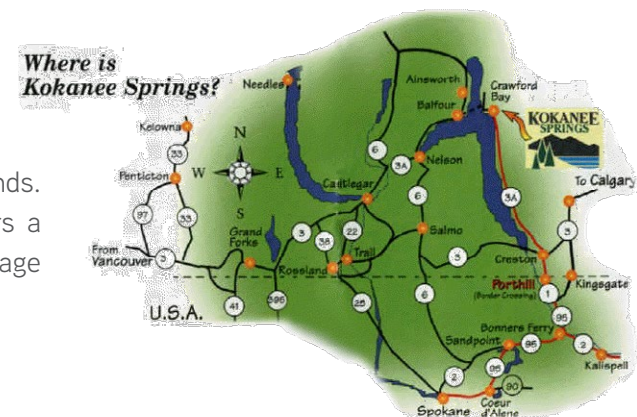 Where is
Kokanee Springs?
nds.
rs a
age
Needles
Ainsworth
Crawford
Bay
Balfour
KOKANEE
SPRINGS
Kelowna
N
W
E
S
33
6
3A
Nelson
Penticton
Castlegar
To Calgary
97
33
Grand
Forks
3
38
22
6
3A
Salmo
3
3
From
Vancouver
3
Rossland
Trail
Creston
Porthill
(Border Crossing)
Kingsgate
1
U.S.A.
41
395
25
6
95
Bonners Ferry
Sandpoint
95
2
Kalispell
2
95
90
Spokane
Coeur
d'Alene